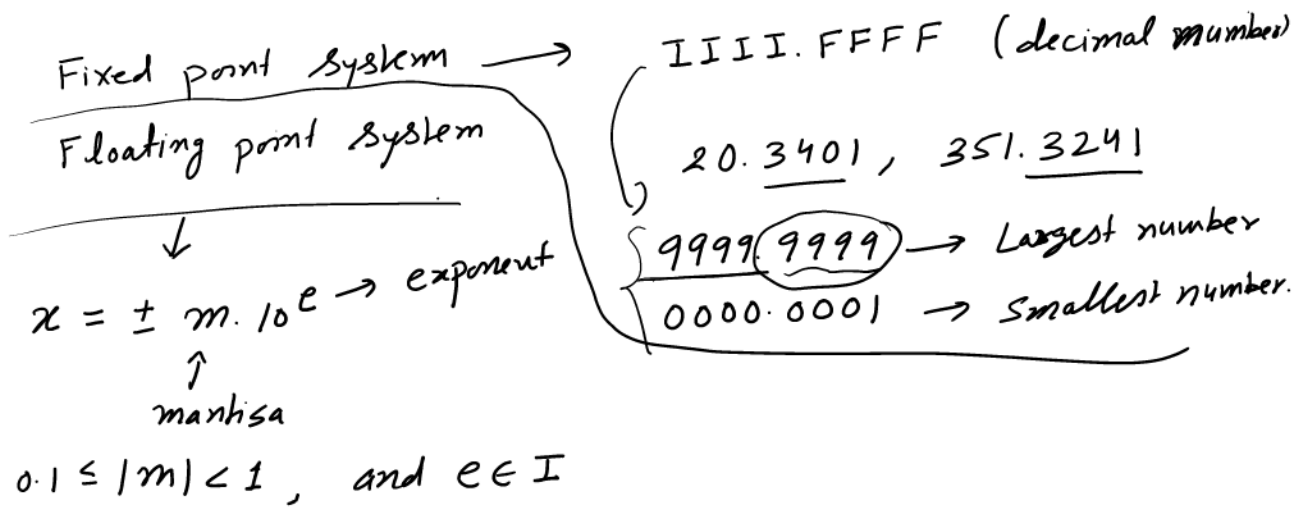 Fixed point system → IIII.FFFF (decimal number)
Floating point system
20.3401, 351.3241
9999.9999 → Largest number
0000.0001 → Smallest number.
x = ± m. 10^e → exponent
↑
mantisa
0.1 ≤ |m| < 1, and e ∈ I